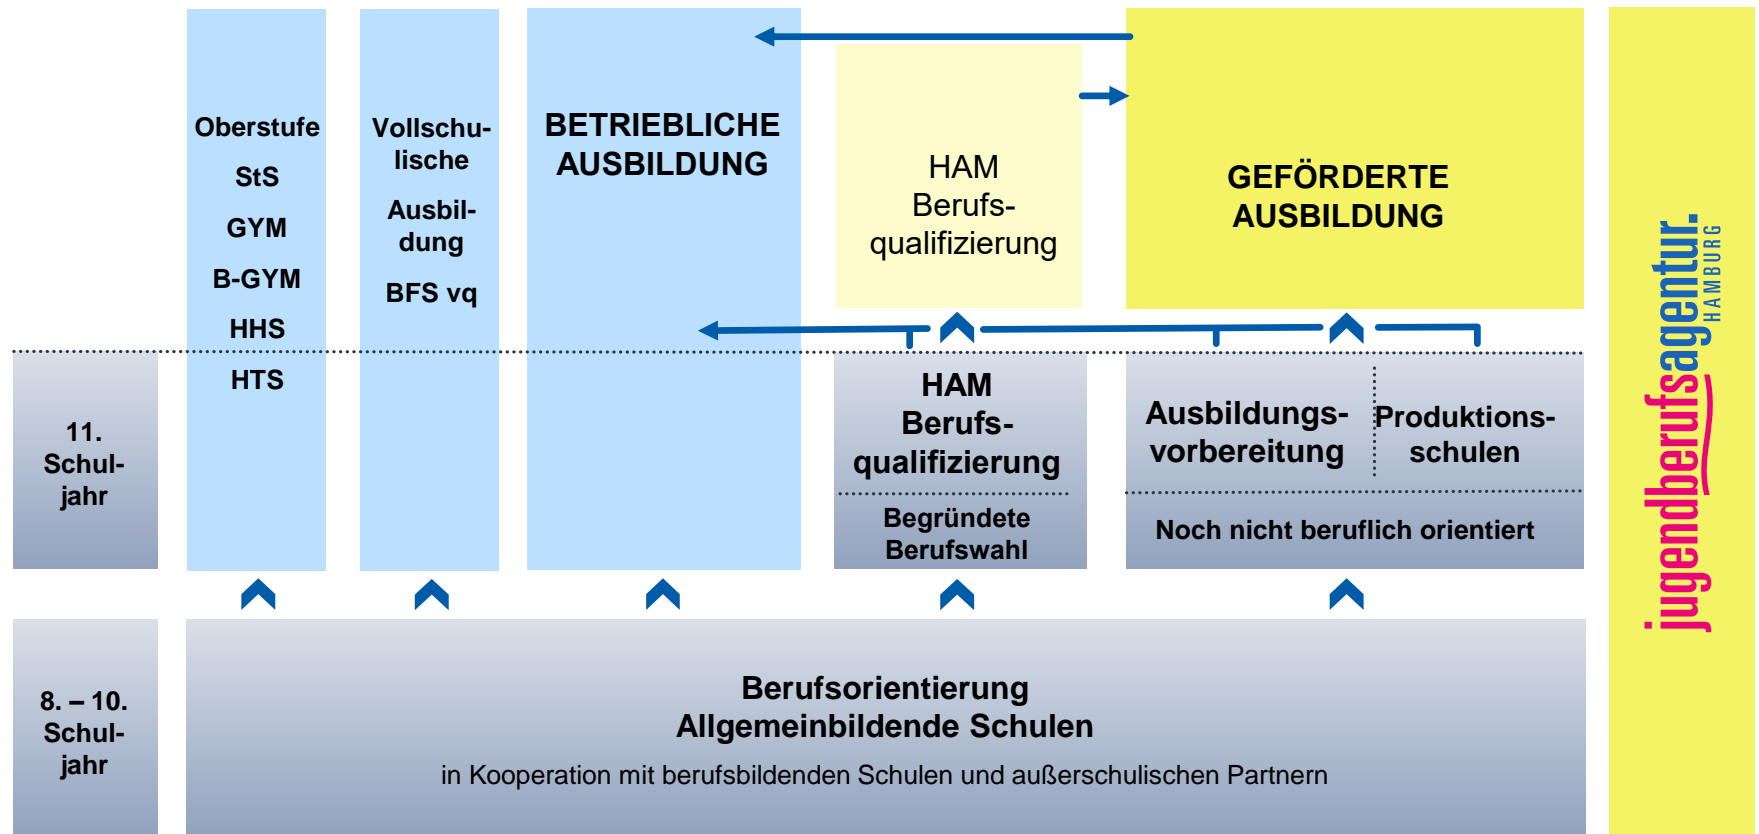 Oberstufe
StS
GYM
B-GYM
HHS
HTS
Vollschu-
lische
Ausbil-
dung
BFS vq
BETRIEBLICHE
AUSBILDUNG
HAM
Berufs-
qualifizierung
GEFÖRDERTE
AUSBILDUNG
11.
Schul-
jahr
HAM
Berufs-
qualifizierung
Begründete
Berufswahl
Ausbildungs-
vorbereitung
Produktions-
schulen
Noch nicht beruflich orientiert
8. – 10.
Schul-
jahr
Berufsorientierung
Allgemeinbildende Schulen
in Kooperation mit berufsbildenden Schulen und außerschulischen Partnern
jugendberufsagentur.
HAMBURG